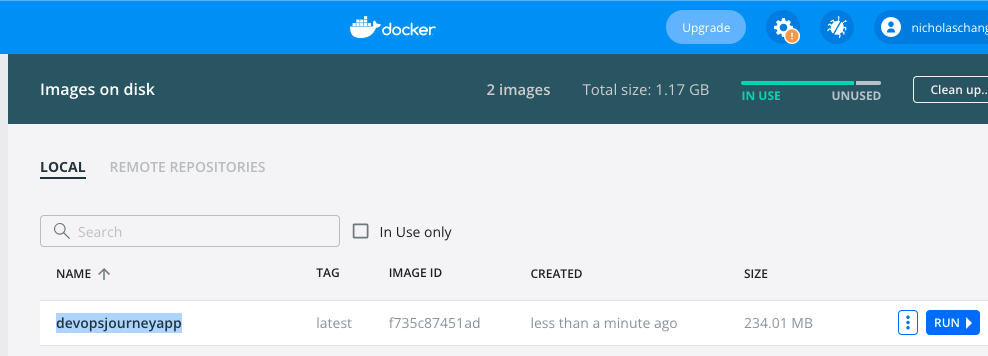 docker
Upgrade
nicholaschang
Images on disk
2 images
Total size: 1.17 GB
IN USE
UNUSED
Clean up..
LOCAL
REMOTE REPOSITORIES
Search
In Use only
NAME
TAG
IMAGE ID
CREATED
SIZE
devopsjourneyapp
latest
f735c87451ad
less than a minute ago
234.01 MB
RUN